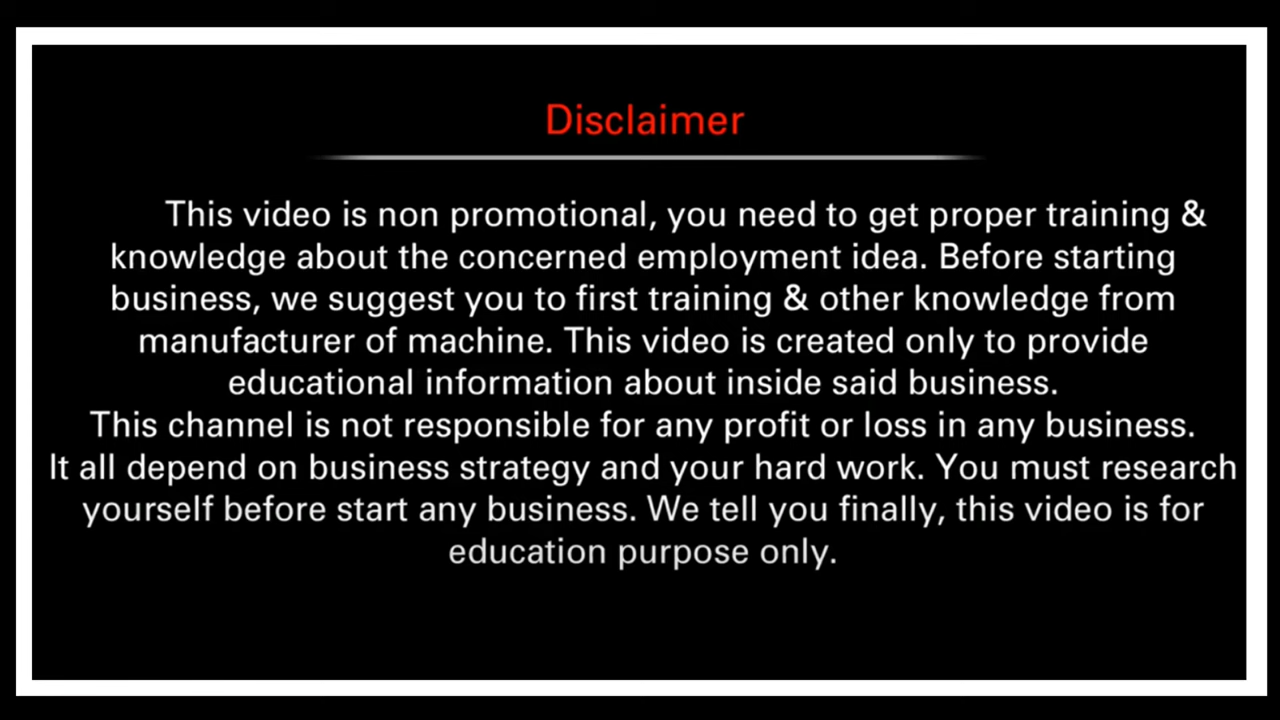 Disclaimer
This video is non promotional, you need to get proper training &
knowledge about the concerned employment idea. Before starting
business, we suggest you to first training & other knowledge from
manufacturer of machine. This video is created only to provide
educational information about inside said business.
This channel is not responsible for any profit or loss in any business.
It all depend on business strategy and your hard work. You must research
yourself before start any business. We tell you finally, this video is for
education purpose only.